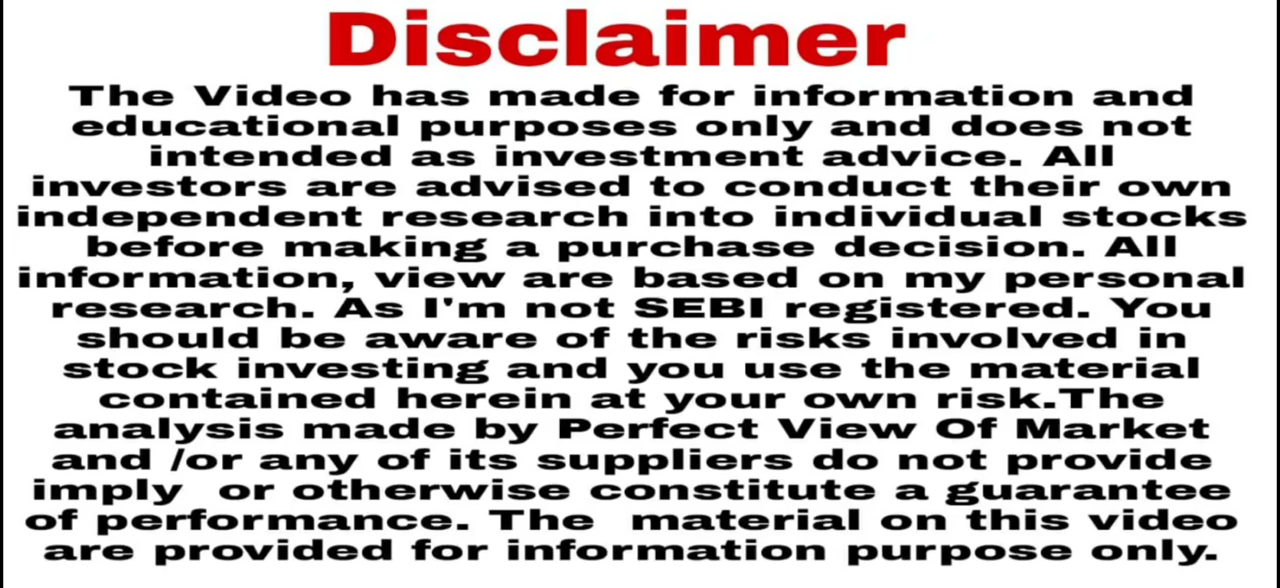 Disclaimer
The Video has made for information and
educational purposes only and does not
intended as investment advice. All
investors are advised to conduct their own
independent research into individual stocks
before making a purchase decision. All
information, view are based on my personal
research. As I'm not SEBI registered. You
should be aware of the risks involved in
stock investing and you use the material
contained herein at your own risk.The
analysis made by Perfect View Of Market
and /or any of its suppliers do not provide
imply  or otherwise constitute a guarantee
of performance. The  material on this video
are provided for information purpose only.